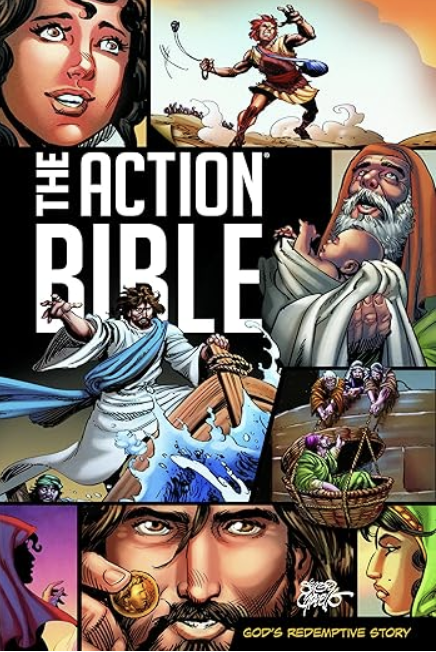 THE
ACTION®
BIBLE
GOD'S REDEMPTIVE STORY